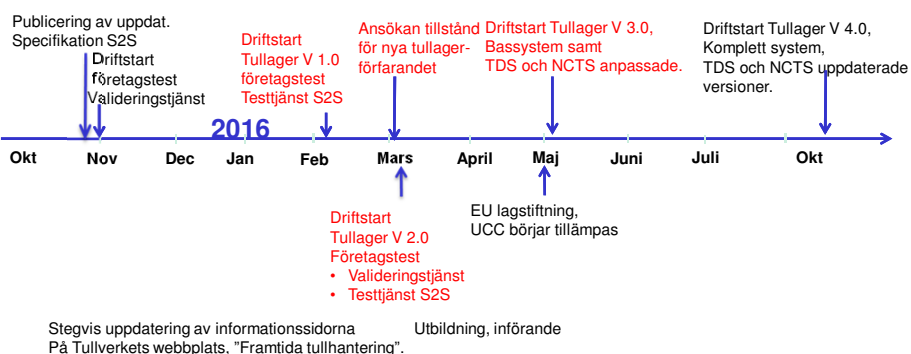 Publicering av uppdat.
Specifikation S2S
Driftstart
företagstest
Valideringstjänst
Driftstart
Tullager V 1.0
företagstest
Testtjänst S2S
Ansökan tillstånd
för nya tullager-
förfarandet
Driftstart Tullager V 3.0,
Bassystem samt
TDS och NCTS anpassade.
Driftstart Tullager V 4.0,
Komplett system,
TDS och NCTS uppdaterade
versioner.
2016
Okt Nov Dec Jan Feb Mars April Maj Juni Juli Okt
Driftstart
Tullager V 2.0
Företagstest
• Valideringstjänst
• Testtjänst S2S
EU lagstiftning,
UCC börjar tillämpas
Stegvis uppdatering av informationssidorna
På Tullverkets webbplats, ”Framtida tullhantering”.
Utbildning, införande